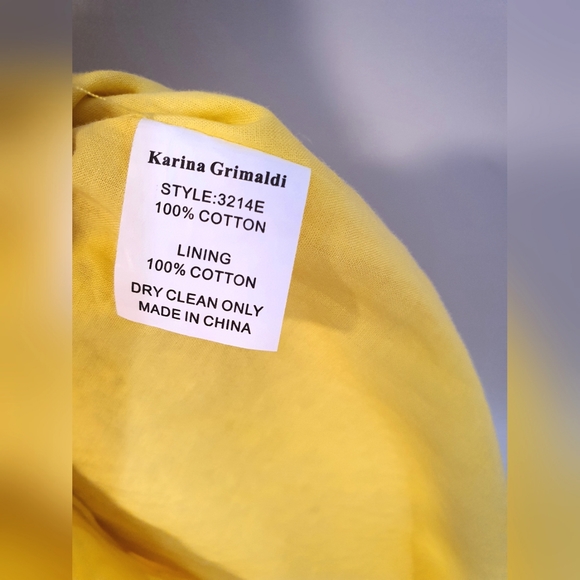 Karina Grimaldi
STYLE:3214E
100% COTTON
LINING
100% COTTON
DRY CLEAN ONLY
MADE IN CHINA